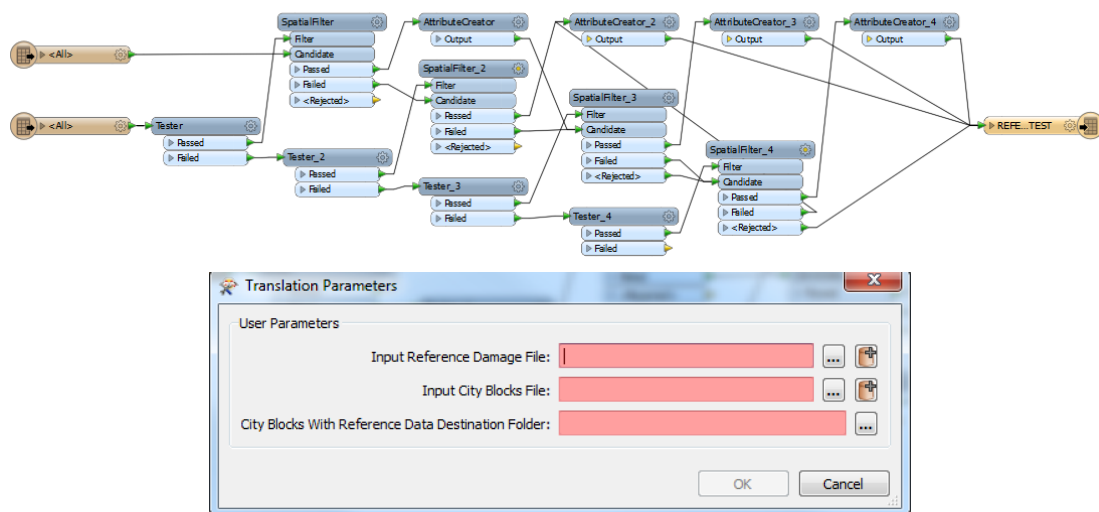 SpatialFilter
Filter
Candidate
Passed
Failed
<Rejected>
AttributeCreator
Output
AttributeCreator_2
Output
AttributeCreator_3
Output
AttributeCreator_4
Output
<All>
SpatialFilter_2
Filter
Candidate
Passed
Failed
<Rejected>
SpatialFilter_3
Filter
Candidate
Passed
Failed
<Rejected>
<All>
Tester
Passed
Failed
REFE...TEST
SpatialFilter_4
Filter
Candidate
Passed
Failed
<Rejected>
Tester_2
Passed
Failed
Tester_3
Passed
Failed
Tester_4
Passed
Failed
Translation Parameters
User Parameters
Input Reference Damage File:
...
Input City Blocks File:
...
City Blocks With Reference Data Destination Folder:
...
OK
Cancel